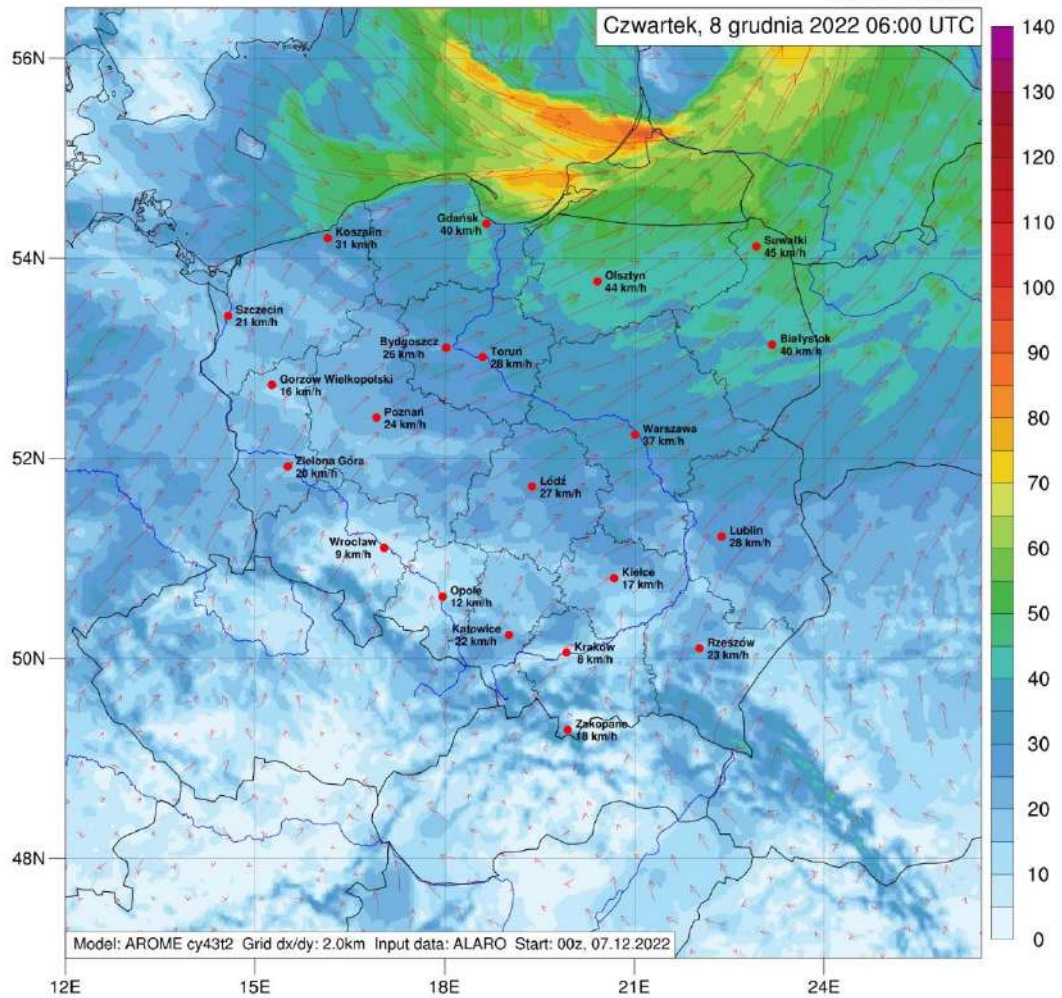 Czwartek, 8 grudnia 2022 06:00 UTC
140
130
120
110
100
90
80
70
60
50
40
30
20
10
0
56N
54N
52N
50N
48N
12E
15E
18E
21E
24E
Gdańsk
40 km/h
Koszalin
31 km/h
Suwałki
45 km/h
Olsztyn
44 km/h
Szczecin
21 km/h
Bydgoszcz
26 km/h
Toruń
28 km/h
Białystok
40 km/h
Gorzów Wielkopolski
16 km/h
Poznań
24 km/h
Warszawa
37 km/h
Zielona Góra
20 km/h
Łódź
27 km/h
Lublin
28 km/h
Wrocław
9 km/h
Kielce
17 km/h
Opole
12 km/h
Katowice
22 km/h
Kraków
km/h
Rzeszów
23 km/h
Zakopane
18 km/h
Model: AROME cy43t2 Grid dx/dy: 2.0km Input data: ALARO Start: 00z, 07.12.2022